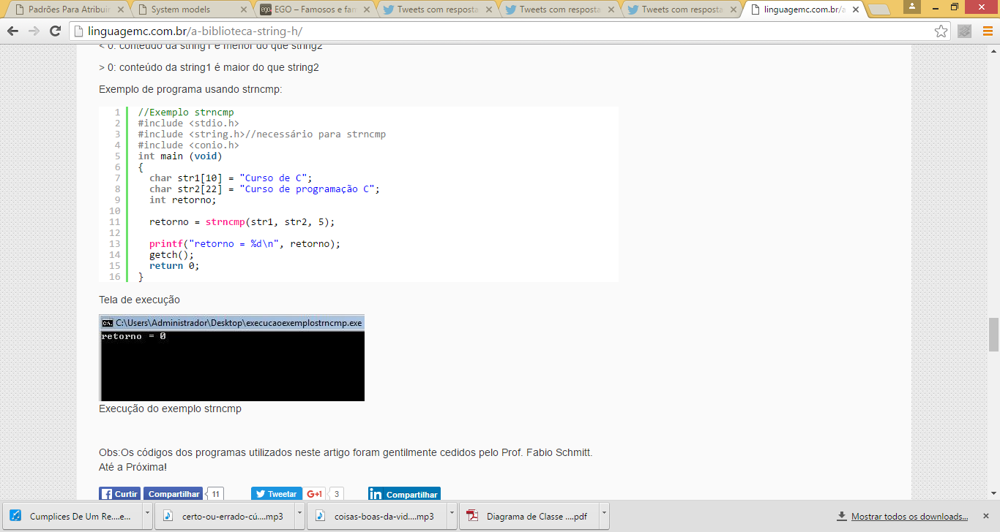 Padrões Para Atribuir
System models
EGO – Famosos e fam
Tweets com resposta
Tweets com resposta
Tweets com resposta
linguagemc.com.br/a
linguagemc.com.br/a-biblioteca-string-h/
< 0: conteúdo da string1 é menor do que string2
> 0: conteúdo da string1 é maior do que string2
Exemplo de programa usando strncmp:
1 //Exemplo strncmp
2 #include <stdio.h>
3 #include <string.h>//necessário para strncmp
4 #include <conio.h>
5 int main (void)
6 {
7 char str1[10] = "Curso de C";
8 char str2[22] = "Curso de programação C";
9 int retorno;
10
11 retorno = strncmp(str1, str2, 5);
12
13 printf("retorno = %d\n", retorno);
14 getch();
15 return 0;
16 }
Tela de execução
C:\Users\Administrador\Desktop\execucaoexemplostrncmp.exe
retorno = 0
Execução do exemplo strncmp
Obs:Os códigos dos programas utilizados neste artigo foram gentilmente cedidos pelo Prof. Fabio Schmitt.
Até a Próxima!
Curtir Compartilhar 11 Tweetar G+1 3 in Compartilhar
Cumplices De Um Re....e... certo-ou-errado-cú....mp3 coisas-boas-da-vid....mp3 Diagrama de Classe ....pdf Mostrar todos os downloads...